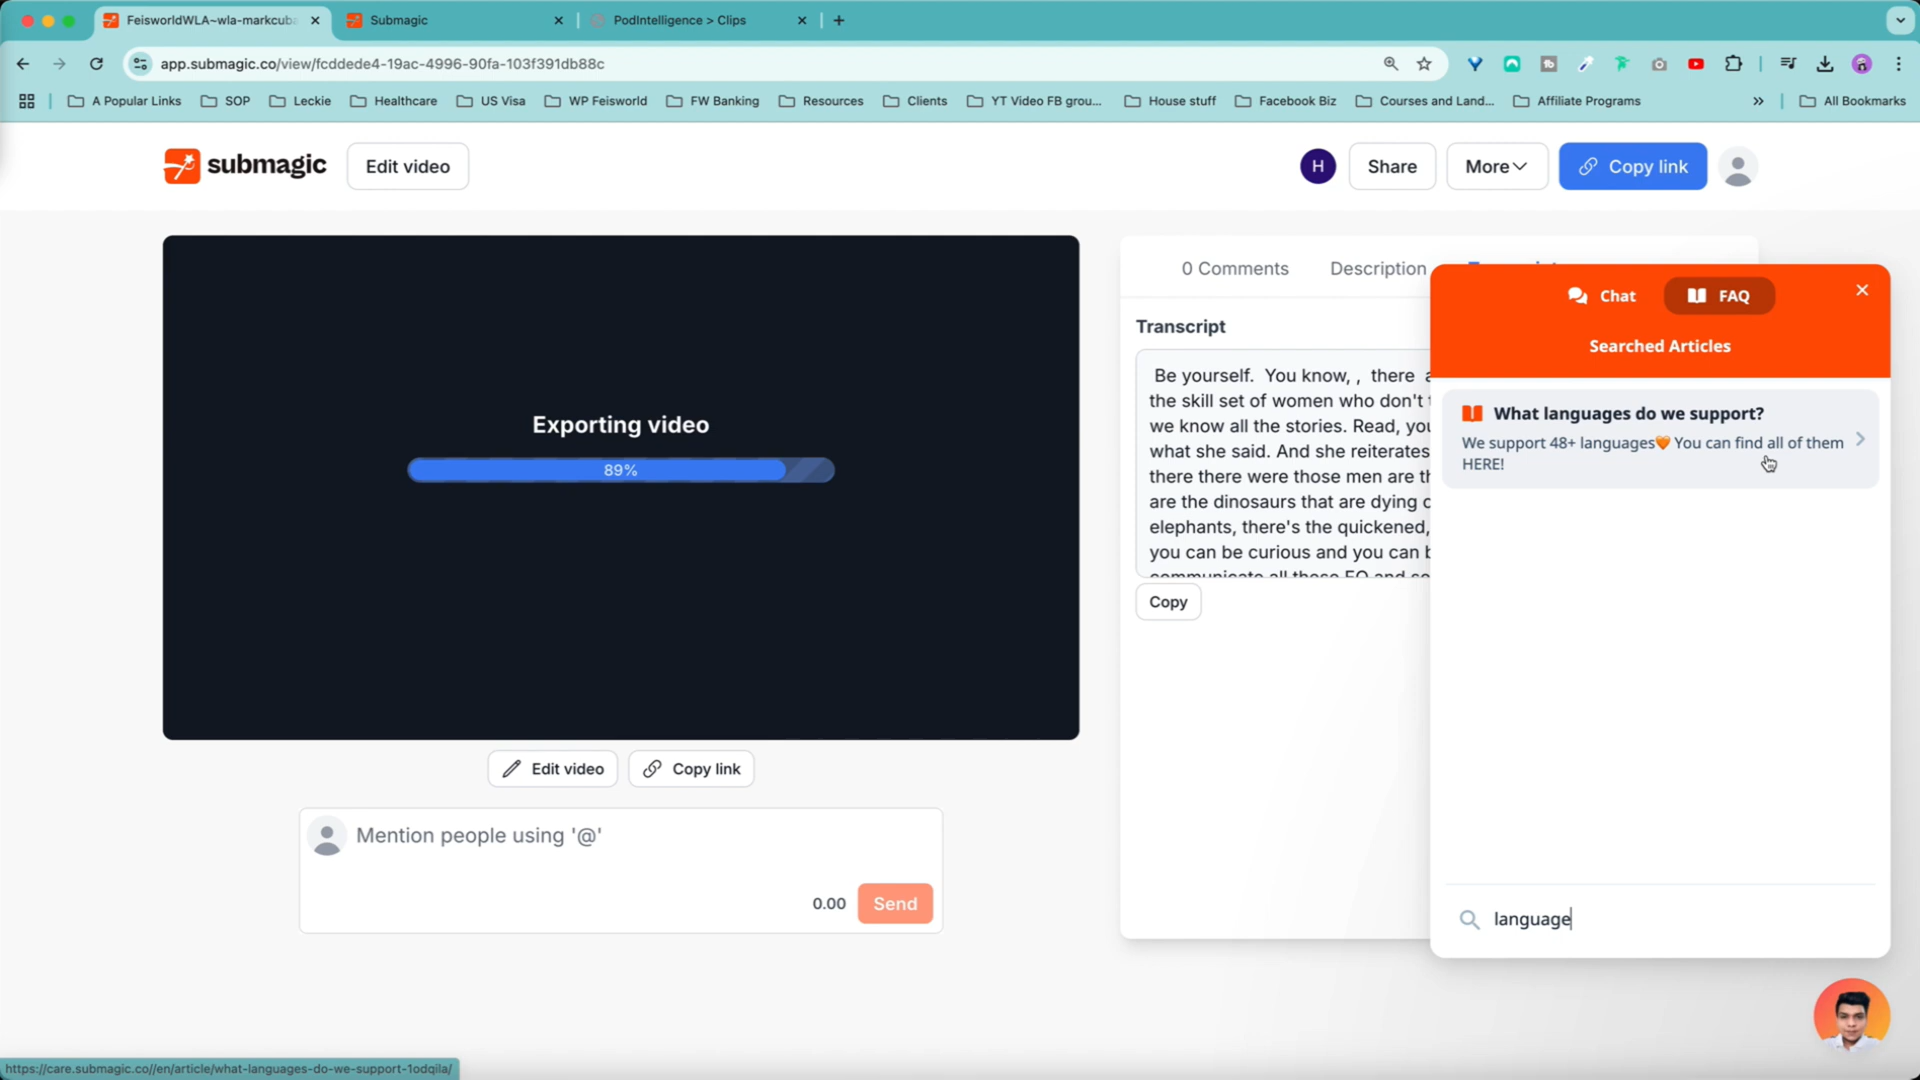 FeisworldWLA~wla-markcuba
Submagic
PodIntelligence > Clips
app.submagic.co/view/fcddede4-19ac-4996-90fa-103f391db88c
A Popular Links
SOP
Leckie
Healthcare
US Visa
WP Feisworld
FW Banking
Resources
Clients
YT Video FB grou...
House stuff
Facebook Biz
Courses and Land...
Affiliate Programs
All Bookmarks
submagic
Edit video
H
Share
More
Copy link
0 Comments
Description
Exporting video
89%
Transcript
Be yourself. You know, , there a
the skill set of women who don't
we know all the stories. Read, you
what she said. And she reiterates
there there were those men are th
are the dinosaurs that are dying
elephants, there's the quickened,
you can be curious and you can b
communicate all these EQ and so
Copy
Chat
FAQ
Searched Articles
What languages do we support?
We support 48+ languages🧡 You can find all of them
HERE!
language
Edit video
Copy link
Mention people using '@'
0.00
Send
https://care.submagic.co//en/article/what-languages-do-we-support-1odqila/